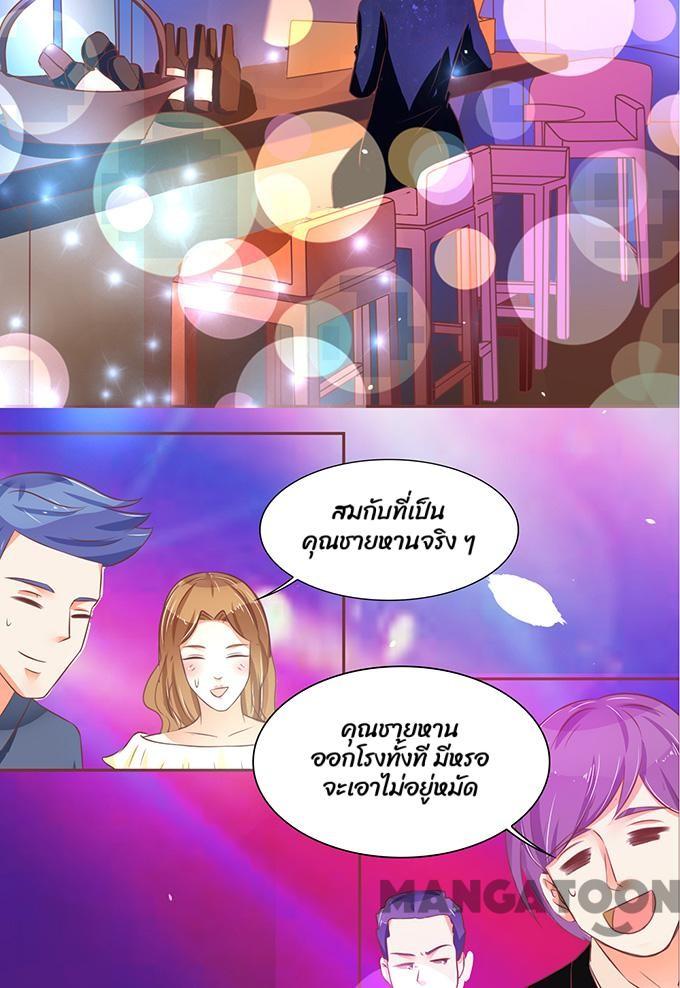 สมกับที่เป็น
คุณชายหานจริง ๆ
คุณชายหาน
ออกโรงทั้งที มีหรอ
จะเอาไม่อยู่หมัด
MANGATOON